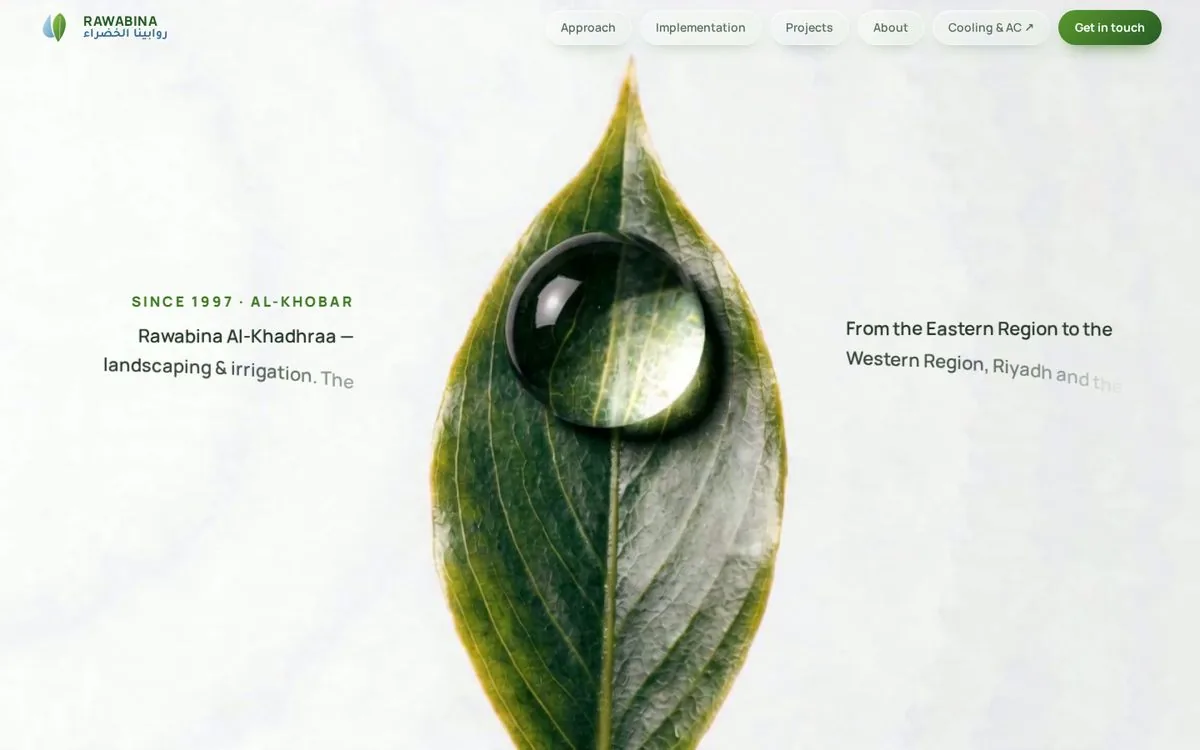 RAWABINA
روابينا الخضراء
Approach
Implementation
Projects
About
Cooling & AC ↗
Get in touch
SINCE 1997 · AL-KHOBAR
Rawabina Al-Khadhraa —
landscaping & irrigation. The
From the Eastern Region to the
Western Region, Riyadh and the